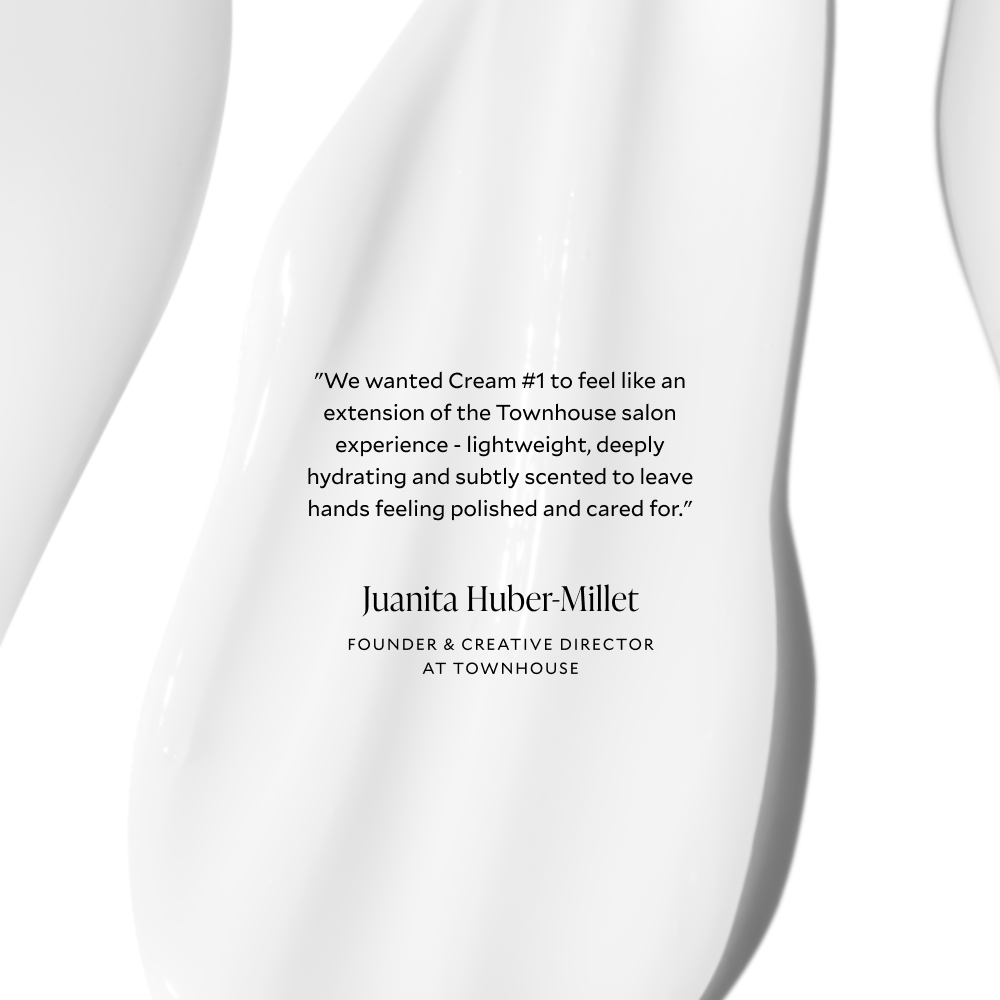 "We wanted Cream #1 to feel like an
extension of the Townhouse salon
experience - lightweight, deeply
hydrating and subtly scented to leave
hands feeling polished and cared for."
Juanita Huber-Millet
FOUNDER & CREATIVE DIRECTOR
AT TOWNHOUSE